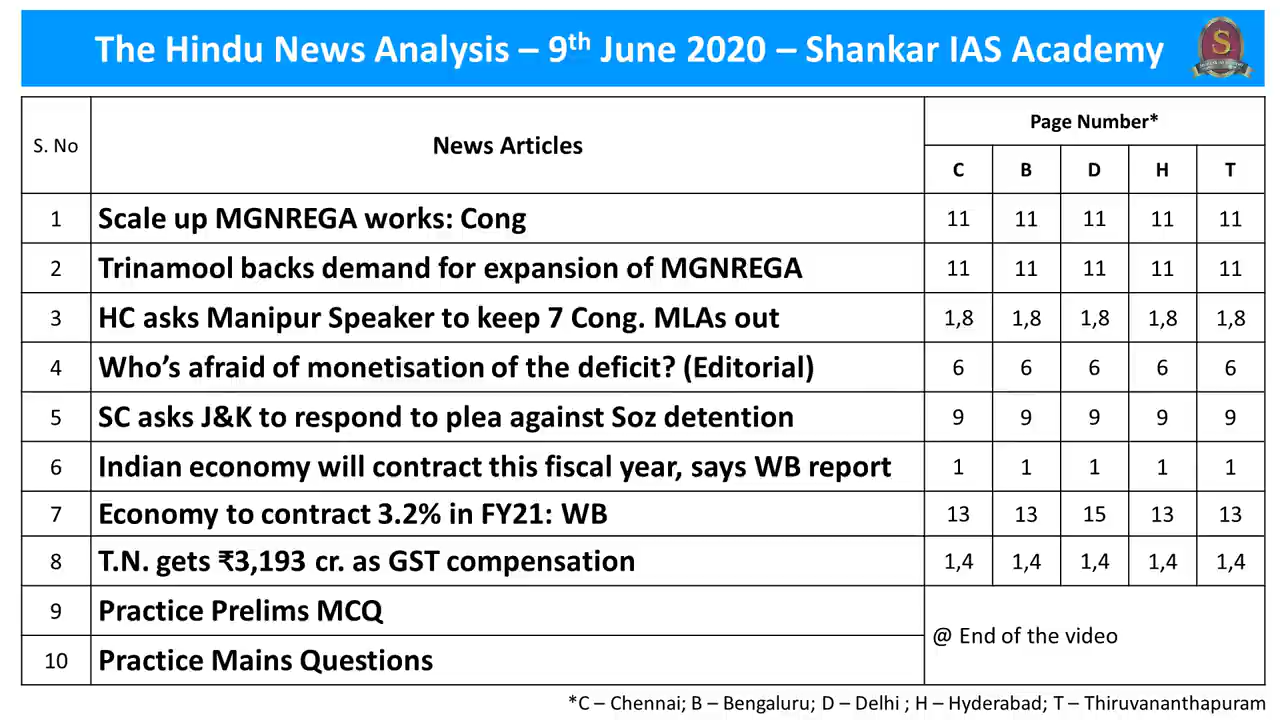 The Hindu News Analysis – 9th June 2020 – Shankar IAS Academy
S. No News Articles Page Number*
C B D H T
1 Scale up MGNREGA works: Cong 11 11 11 11 11
2 Trinamool backs demand for expansion of MGNREGA 11 11 11 11 11
3 HC asks Manipur Speaker to keep 7 Cong. MLAs out 1,8 1,8 1,8 1,8 1,8
4 Who’s afraid of monetisation of the deficit? (Editorial) 6 6 6 6 6
5 SC asks J&K to respond to plea against Soz detention 9 9 9 9 9
6 Indian economy will contract this fiscal year, says WB report 1 1 1 1 1
7 Economy to contract 3.2% in FY21: WB 13 13 15 13 13
8 T.N. gets ₹3,193 cr. as GST compensation 1,4 1,4 1,4 1,4 1,4
9 Practice Prelims MCQ
@ End of the video
10 Practice Mains Questions
*C – Chennai; B – Bengaluru; D – Delhi ; H – Hyderabad; T – Thiruvananthapuram